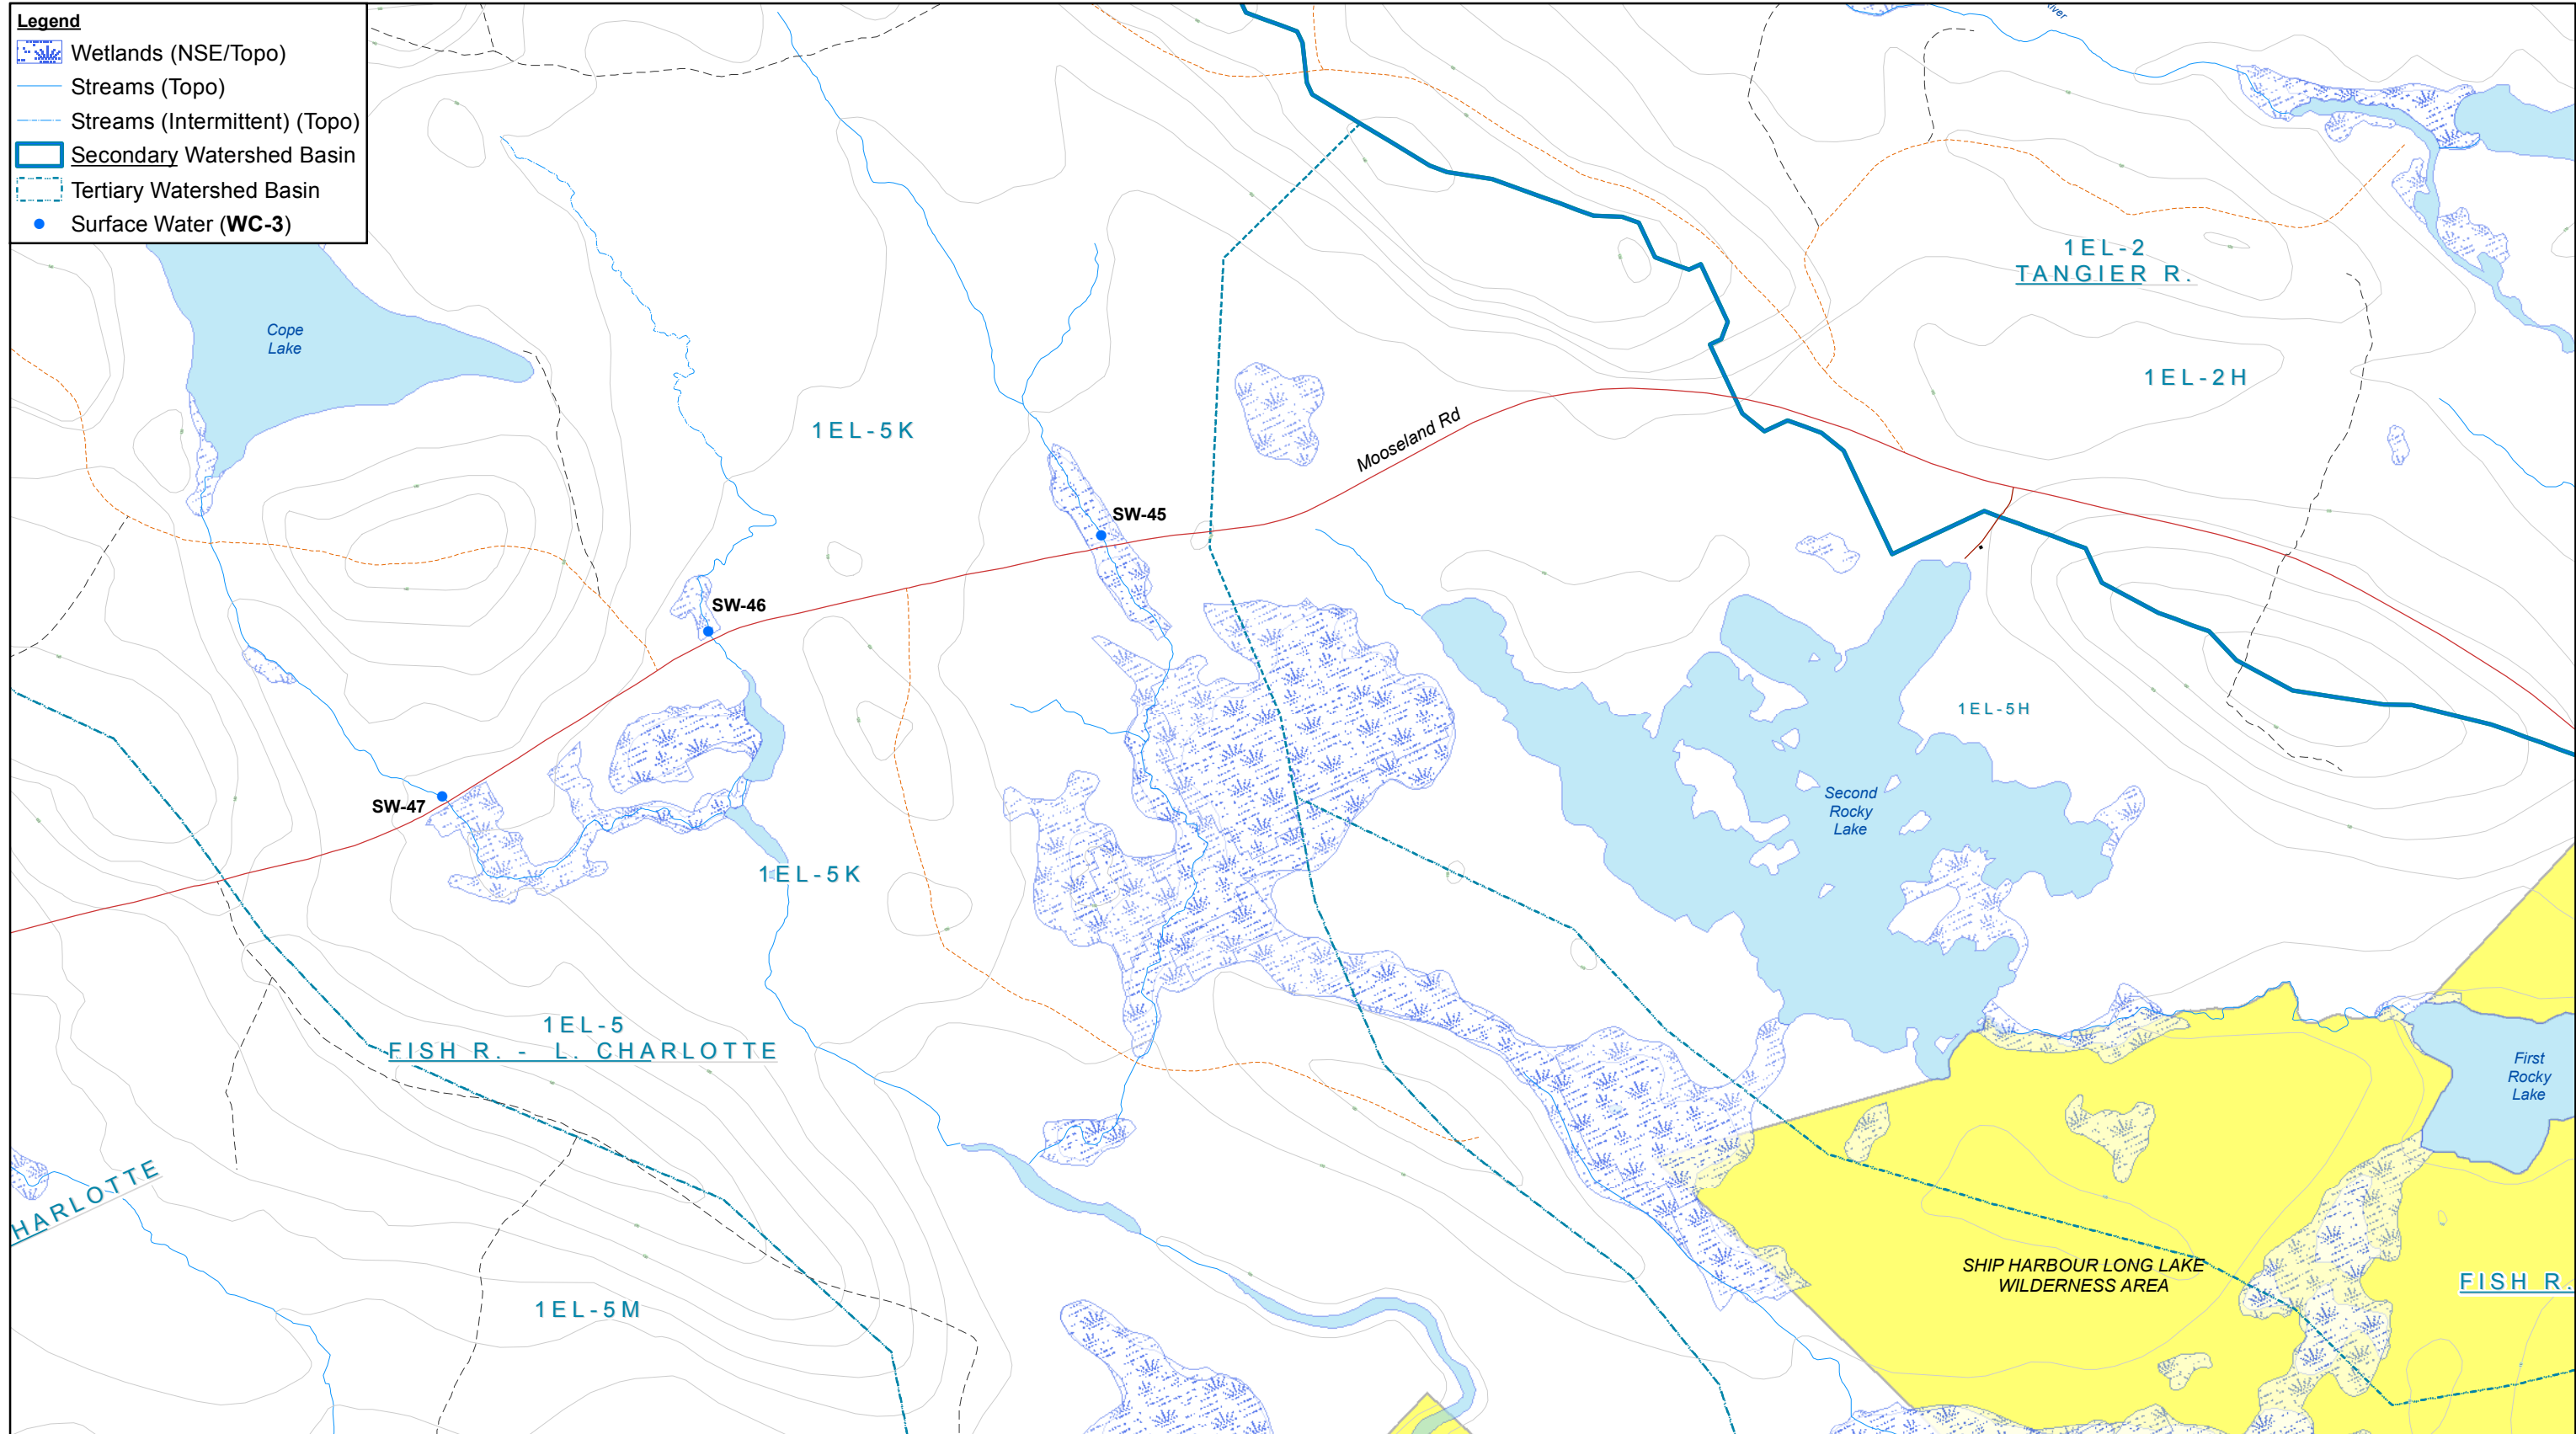 Legend
Wetlands (NSE/Topo)
Streams (Topo)
Streams (Intermittent) (Topo)
Secondary Watershed Basin
Tertiary Watershed Basin
Surface Water (WC-3)
River
1EL-2
TANGIER R.
Cope
Lake
1EL-2H
Mooseland Rd
1EL-5K
SW-45
SW-46
1EL-5H
SW-47
Second
Rocky
Lake
1EL-5K
1EL-5
FISH R. - L. CHARLOTTE
First
Rocky
Lake
HARLOTTE
SHIP HARBOUR LONG LAKE
WILDERNESS AREA
FISH R.
1EL-5M